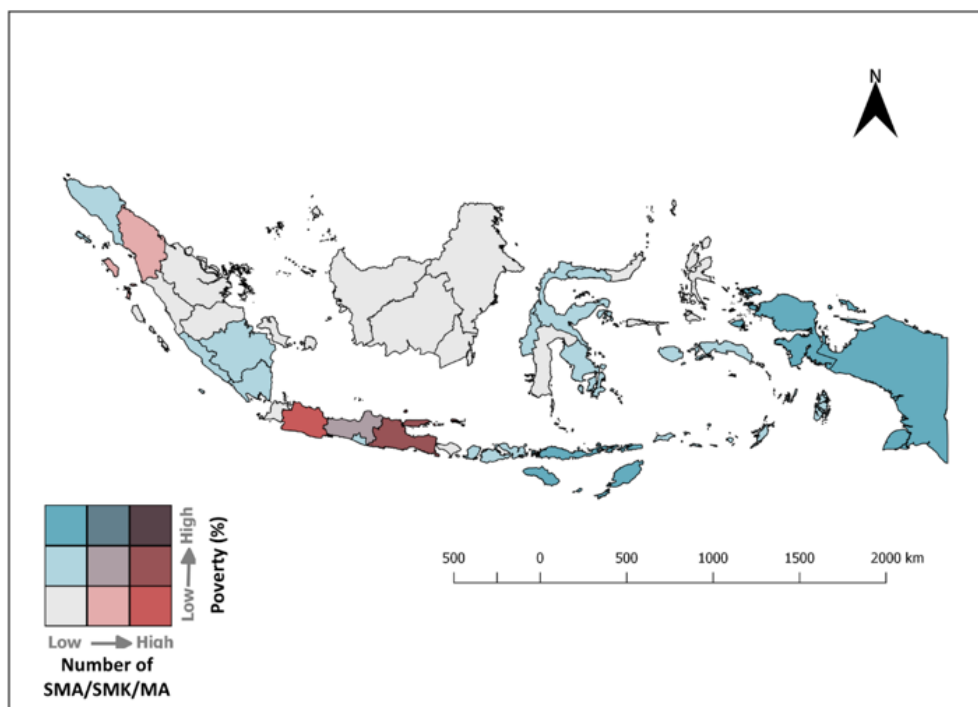 N
500 0 500 1000 1500 2000 km
High
Low
Poverty (%)
Low High
Number of
SMA/SMK/MA